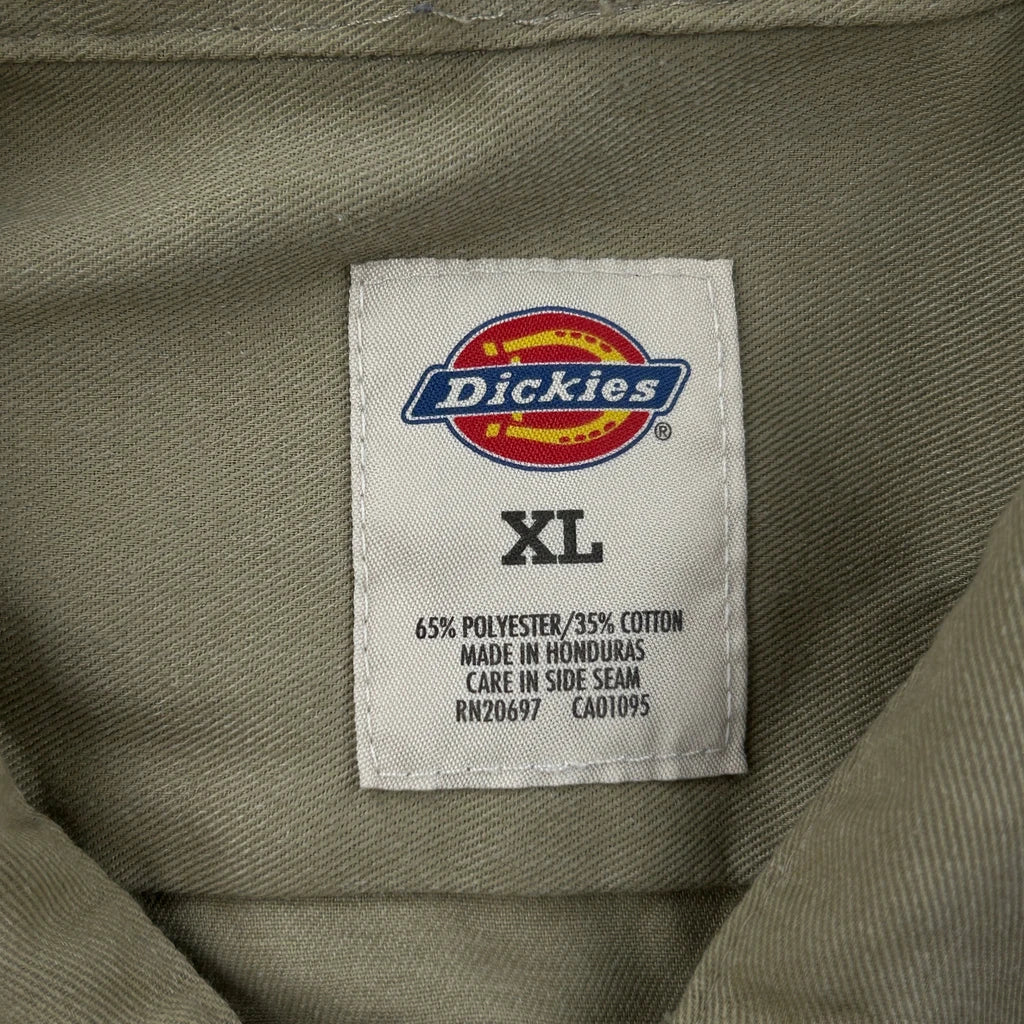 Dickies®
XL
65% POLYESTER/35% COTTON
MADE IN HONDURAS
CARE IN SIDE SEAM
RN20697 CA01095